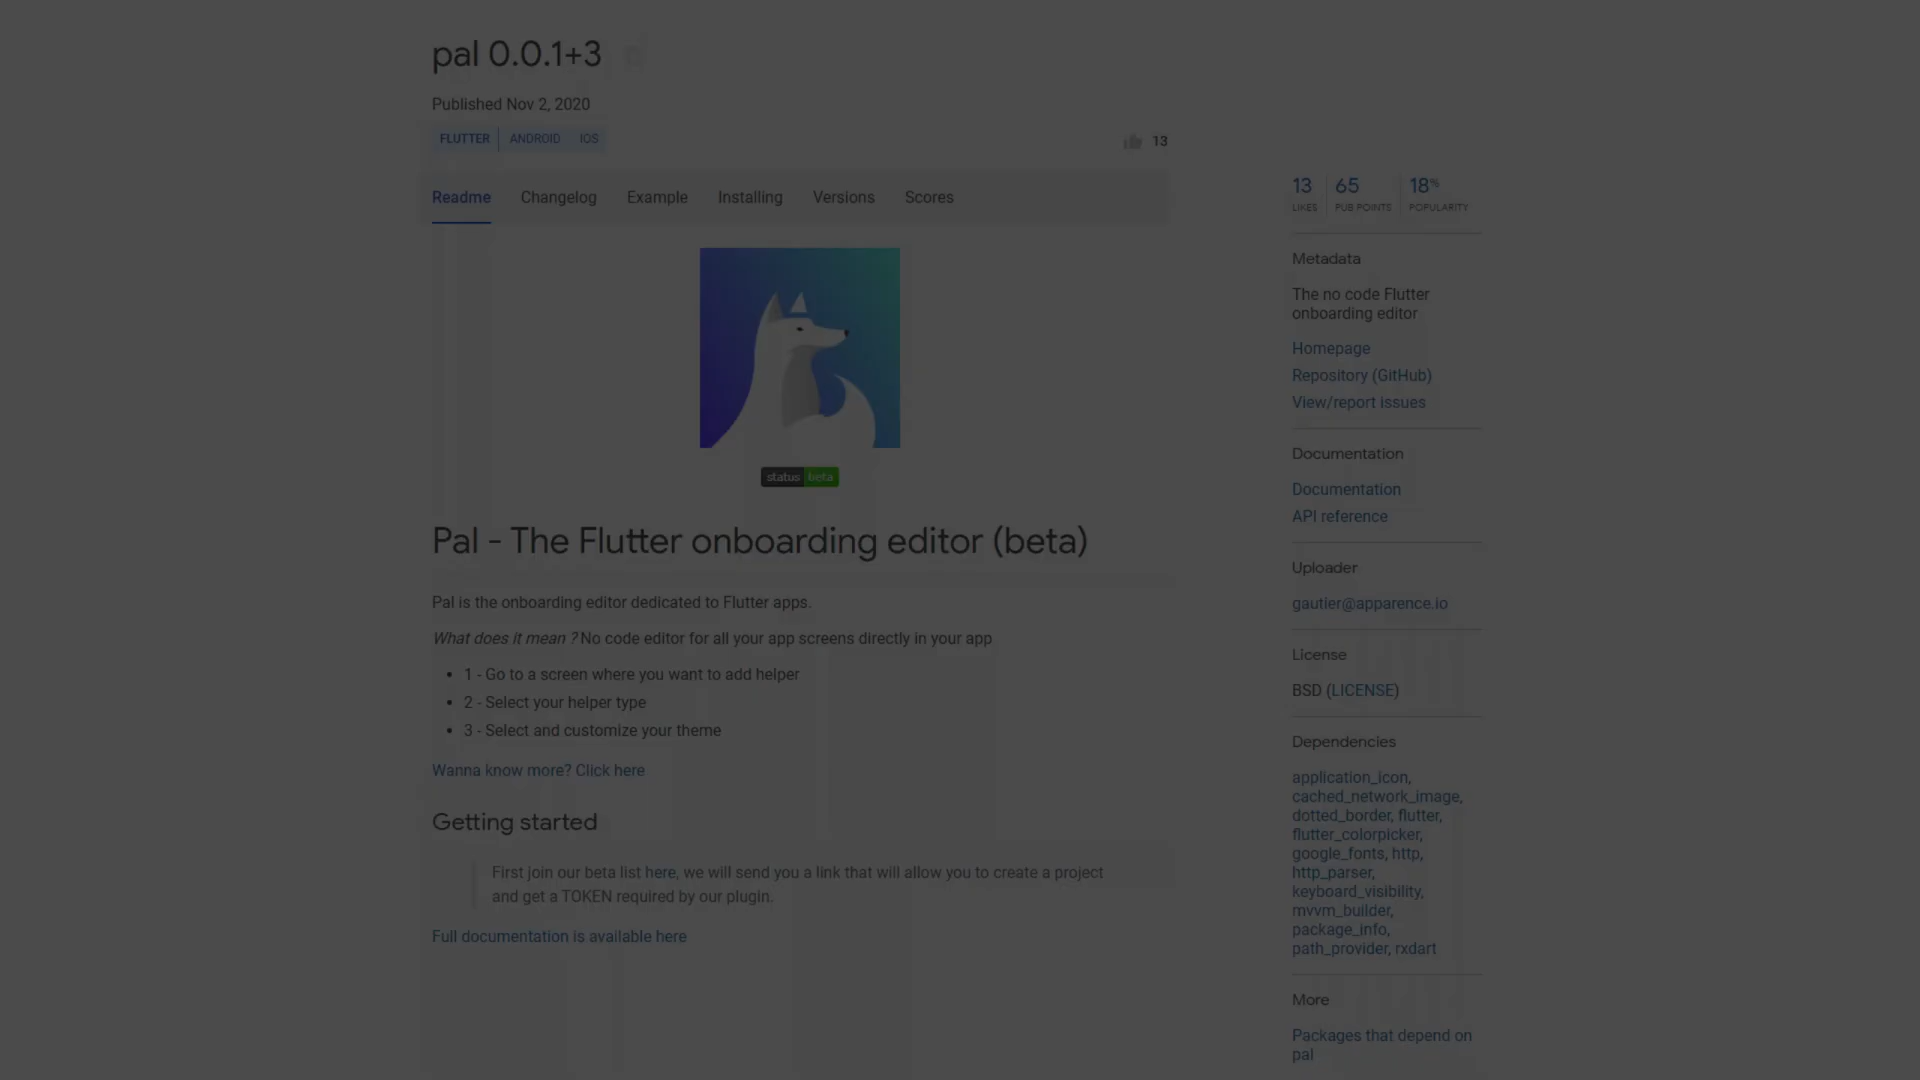 pal 0.0.1+3
Published Nov 2, 2020
FLUTTER ANDROID IOS
13
Readme Changelog Example Installing Versions Scores
status beta
Pal - The Flutter onboarding editor (beta)
Pal is the onboarding editor dedicated to Flutter apps.
What does it mean ? No code editor for all your app screens directly in your app
• 1 - Go to a screen where you want to add helper
• 2 - Select your helper type
• 3 - Select and customize your theme
Wanna know more? Click here
Getting started
First join our beta list here, we will send you a link that will allow you to create a project
and get a TOKEN required by our plugin.
Full documentation is available here
13 65 18%
LIKES PUB POINTS POPULARITY
Metadata
The no code Flutter
onboarding editor
Homepage
Repository (GitHub)
View/report issues
Documentation
Documentation
API reference
Uploader
gautier@apparence.io
License
BSD (LICENSE)
Dependencies
application_icon,
cached_network_image,
dotted_border, flutter,
flutter_colorpicker,
google_fonts, http,
http_parser,
keyboard_visibility,
mvvm_builder,
package_info,
path_provider, rxdart
More
Packages that depend on
pal